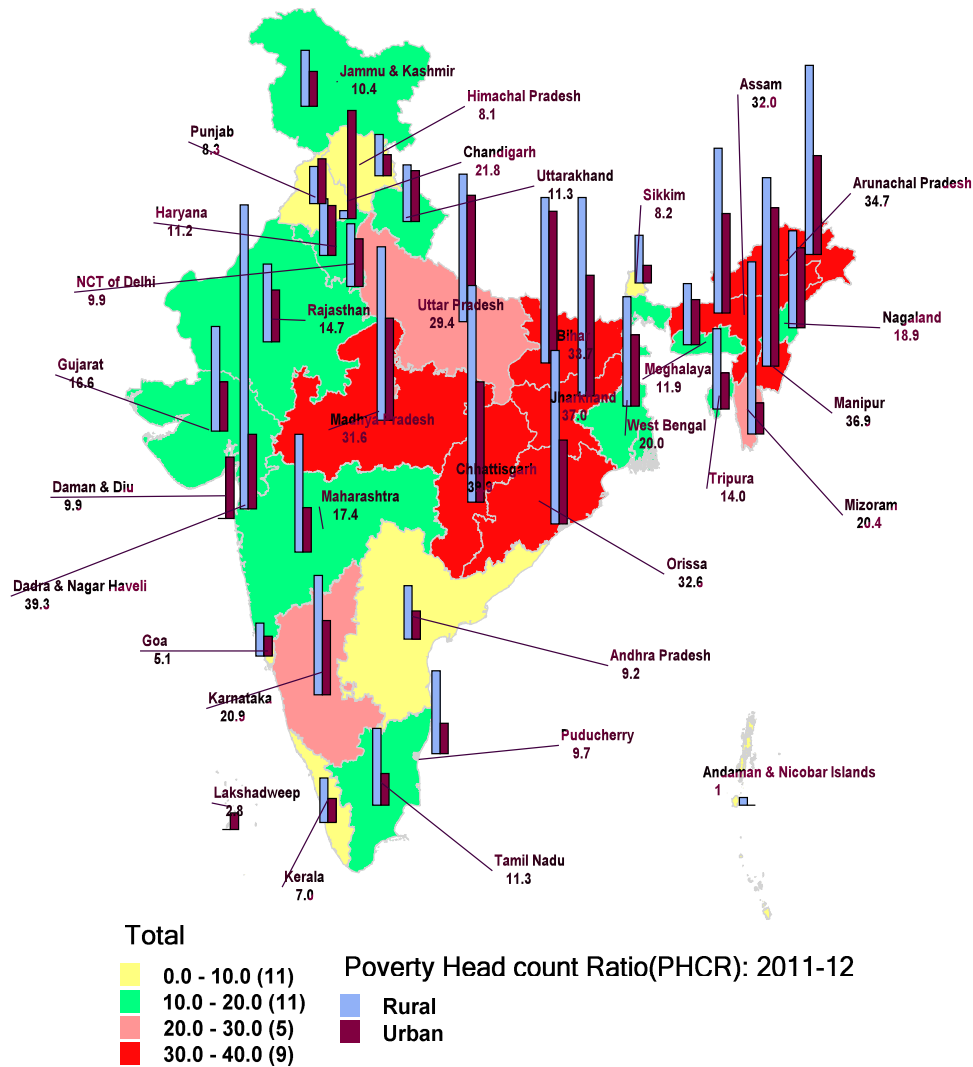 Jammu & Kashmir
10.4
Himachal Pradesh
8.1
Assam
32.0
Punjab
8.3
Chandigarh
21.8
Uttarakhand
11.3
Sikkim
8.2
Arunachal Pradesh
34.7
Haryana
11.2
NCT of Delhi
9.9
Rajasthan
14.7
Uttar Pradesh
29.4
Nagaland
18.9
Gujarat
16.6
Bihar
33.7
Meghalaya
11.9
Jharkhand
37.0
Manipur
36.9
Madhya Pradesh
31.6
West Bengal
20.0
Chhattisgarh
39.9
Tripura
14.0
Daman & Diu
9.9
Maharashtra
17.4
Mizoram
20.4
Orissa
32.6
Dadra & Nagar Haveli
39.3
Goa
5.1
Andhra Pradesh
9.2
Karnataka
20.9
Puducherry
9.7
Andaman & Nicobar Islands
1
Lakshadweep
2.8
Tamil Nadu
11.3
Kerala
7.0
Total
0.0 - 10.0 (11)
10.0 - 20.0 (11)
20.0 - 30.0 (5)
30.0 - 40.0 (9)
Poverty Head count Ratio(PHCR): 2011-12
Rural
Urban